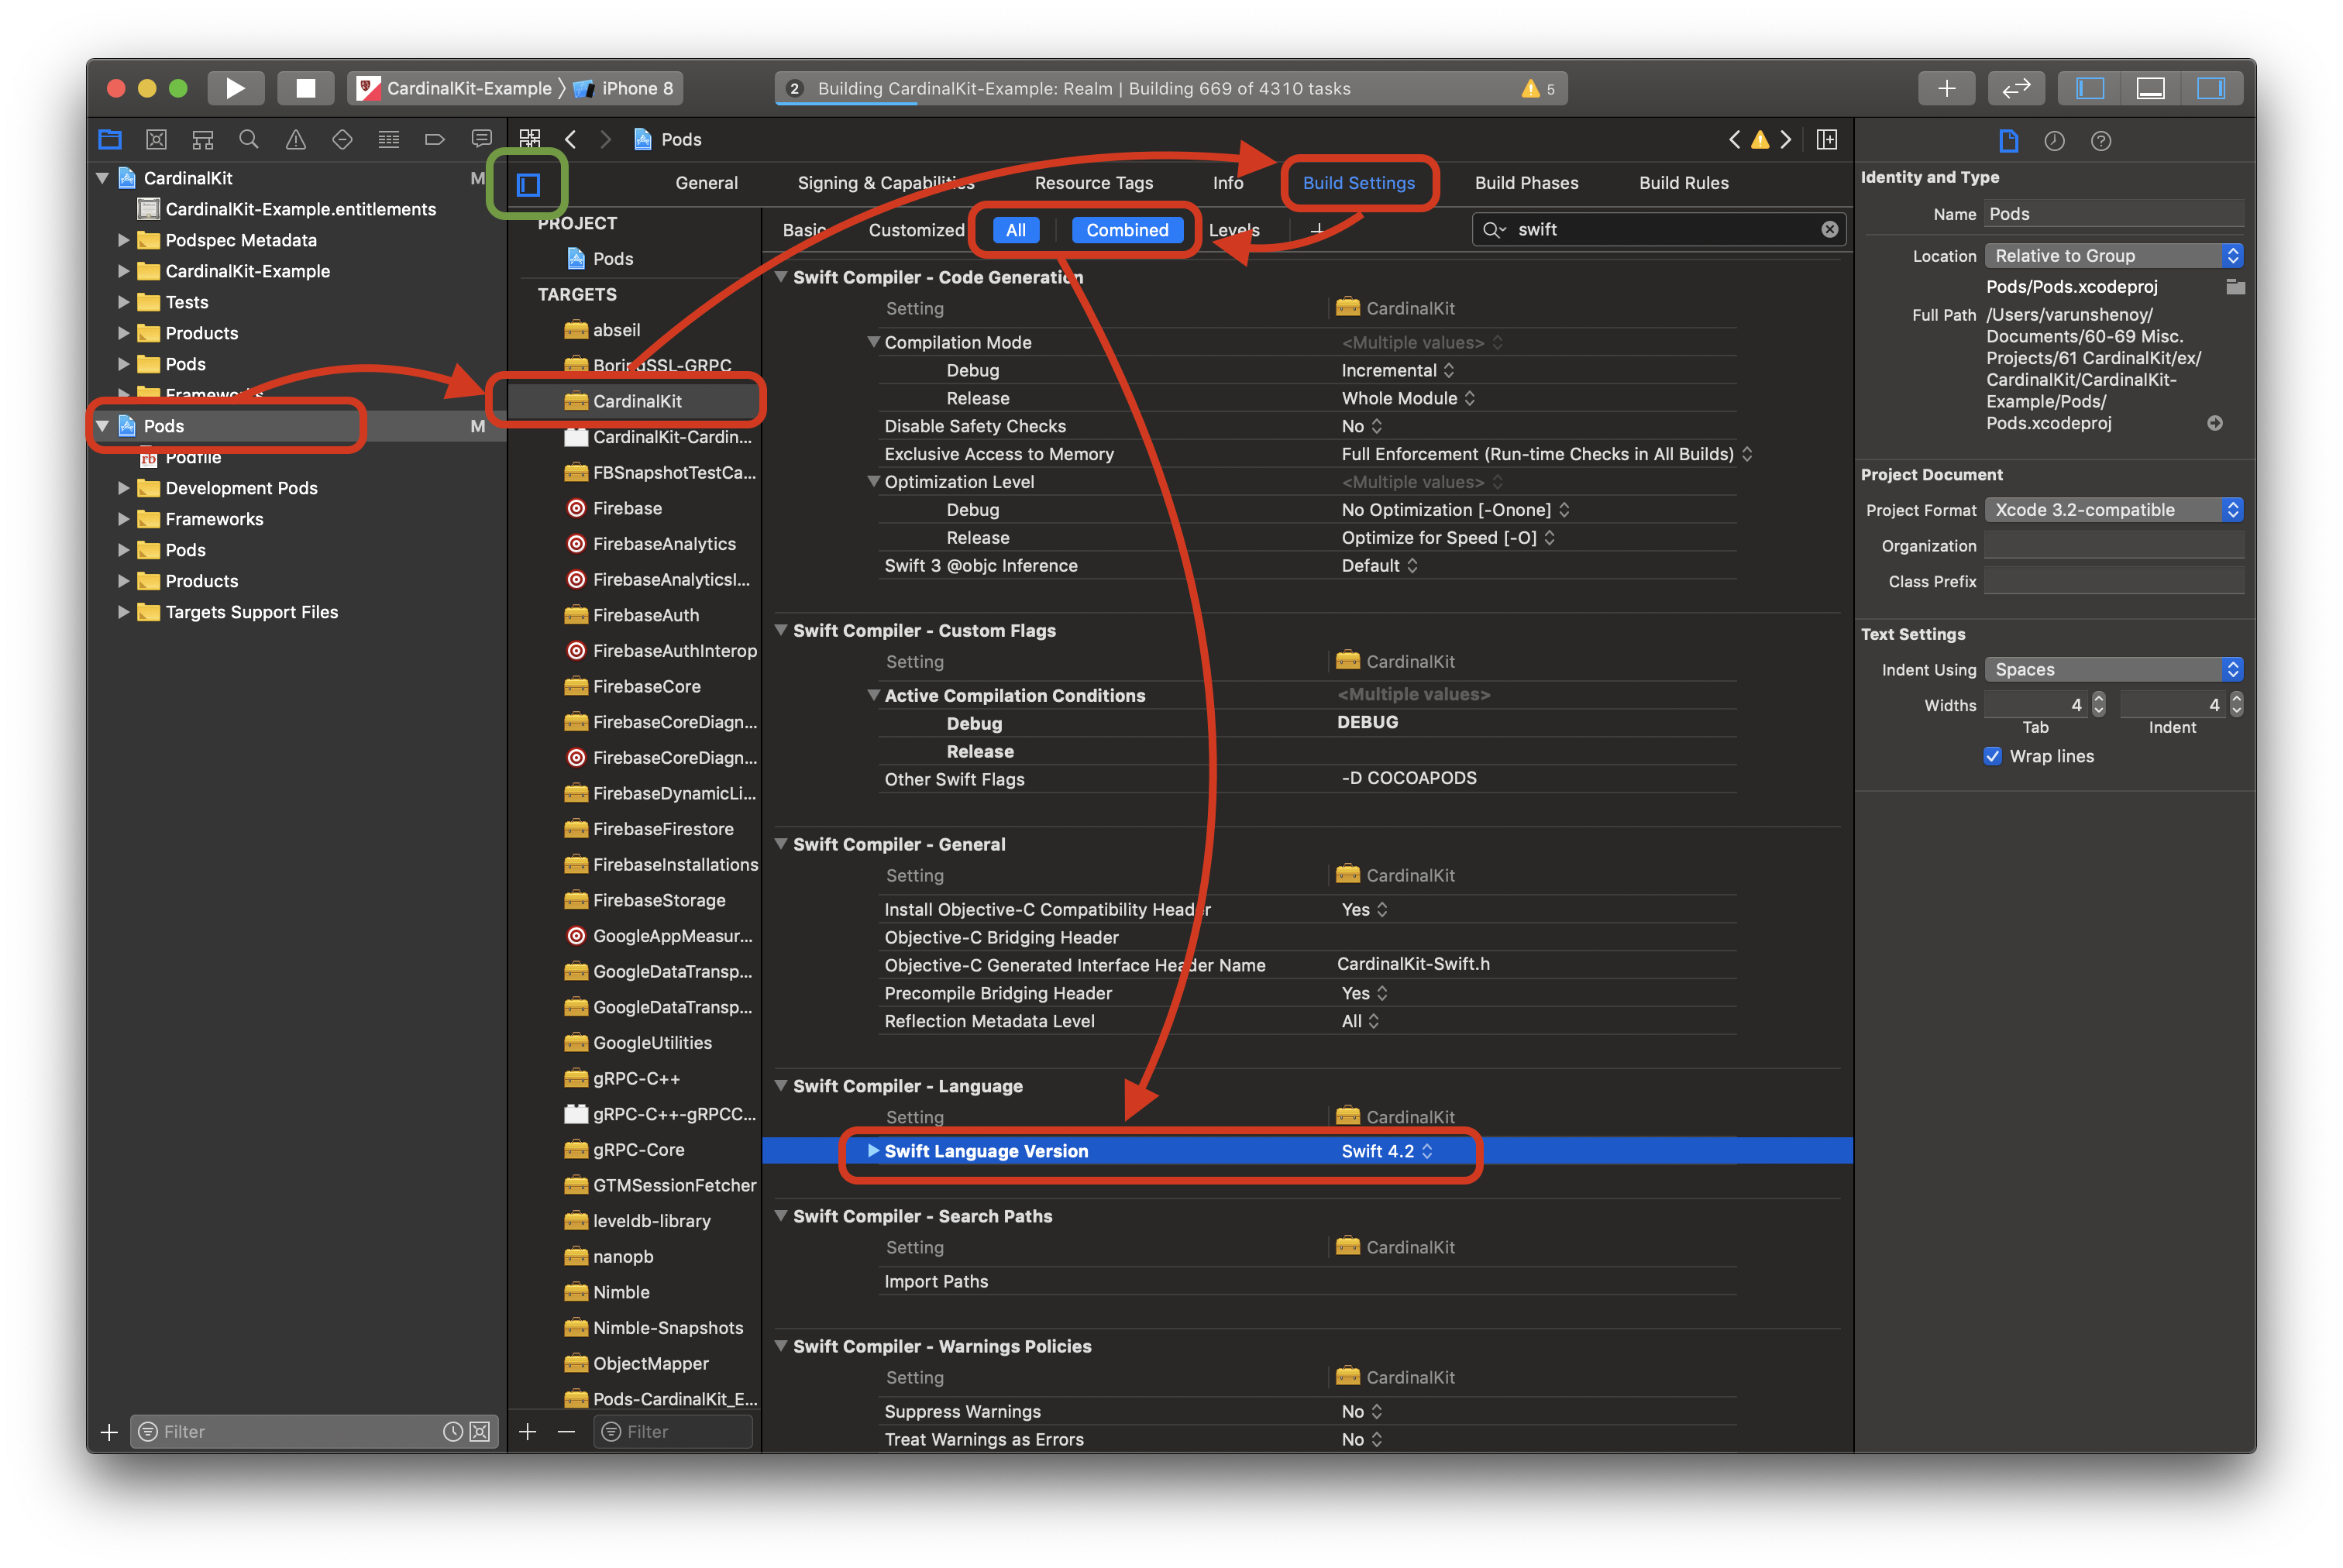 CardinalKit-Example iPhone 8
2 Building CardinalKit-Example: Realm | Building 669 of 4310 tasks 5
Pods
CardinalKit M
CardinalKit-Example.entitlements
Podspec Metadata
CardinalKit-Example
Tests
Products
Pods
Frameworks
Pods M
rb Podfile
Development Pods
Frameworks
Pods
Products
Targets Support Files
Filter
General Signing & Capabilities Resource Tags Info Build Settings Build Phases Build Rules
PROJECT
Pods
TARGETS
abseil
BoringSSL-GRPC
CardinalKit
CardinalKit-Cardin...
FBSnapshotTestCa...
Firebase
FirebaseAnalytics
FirebaseAnalyticsI...
FirebaseAuth
FirebaseAuthInterop
FirebaseCore
FirebaseCoreDiagn...
FirebaseCoreDiagn...
FirebaseDynamicLi...
FirebaseFirestore
FirebaseInstallations
FirebaseStorage
GoogleAppMeasur...
GoogleDataTransp...
GoogleDataTransp...
GoogleUtilities
gRPC-C++
gRPC-C++-gRPCC...
gRPC-Core
GTMSessionFetcher
leveldb-library
nanopb
Nimble
Nimble-Snapshots
ObjectMapper
Pods-CardinalKit_E...
Filter
Basic Customized All Combined Levels + swift
Swift Compiler - Code Generation
Setting CardinalKit
Compilation Mode <Multiple values>
Debug Incremental
Release Whole Module
Disable Safety Checks No
Exclusive Access to Memory Full Enforcement (Run-time Checks in All Builds)
Optimization Level <Multiple values>
Debug No Optimization [-Onone]
Release Optimize for Speed [-O]
Swift 3 @objc Inference Default
Swift Compiler - Custom Flags
Setting CardinalKit
Active Compilation Conditions <Multiple values>
Debug DEBUG
Release
Other Swift Flags -D COCOAPODS
Swift Compiler - General
Setting CardinalKit
Install Objective-C Compatibility Header Yes
Objective-C Bridging Header
Objective-C Generated Interface Header Name CardinalKit-Swift.h
Precompile Bridging Header Yes
Reflection Metadata Level All
Swift Compiler - Language
Setting CardinalKit
Swift Language Version Swift 4.2
Swift Compiler - Search Paths
Setting CardinalKit
Import Paths
Swift Compiler - Warnings Policies
Setting CardinalKit
Suppress Warnings No
Treat Warnings as Errors No
Identity and Type
Name Pods
Location Relative to Group
Pods/Pods.xcodeproj
Full Path /Users/varunshenoy/
Documents/60-69 Misc.
Projects/61 CardinalKit/ex/
CardinalKit/CardinalKit-
Example/Pods/
Pods.xcodeproj
Project Document
Project Format Xcode 3.2-compatible
Organization
Class Prefix
Text Settings
Indent Using Spaces
Widths 4 4
Tab Indent
Wrap lines